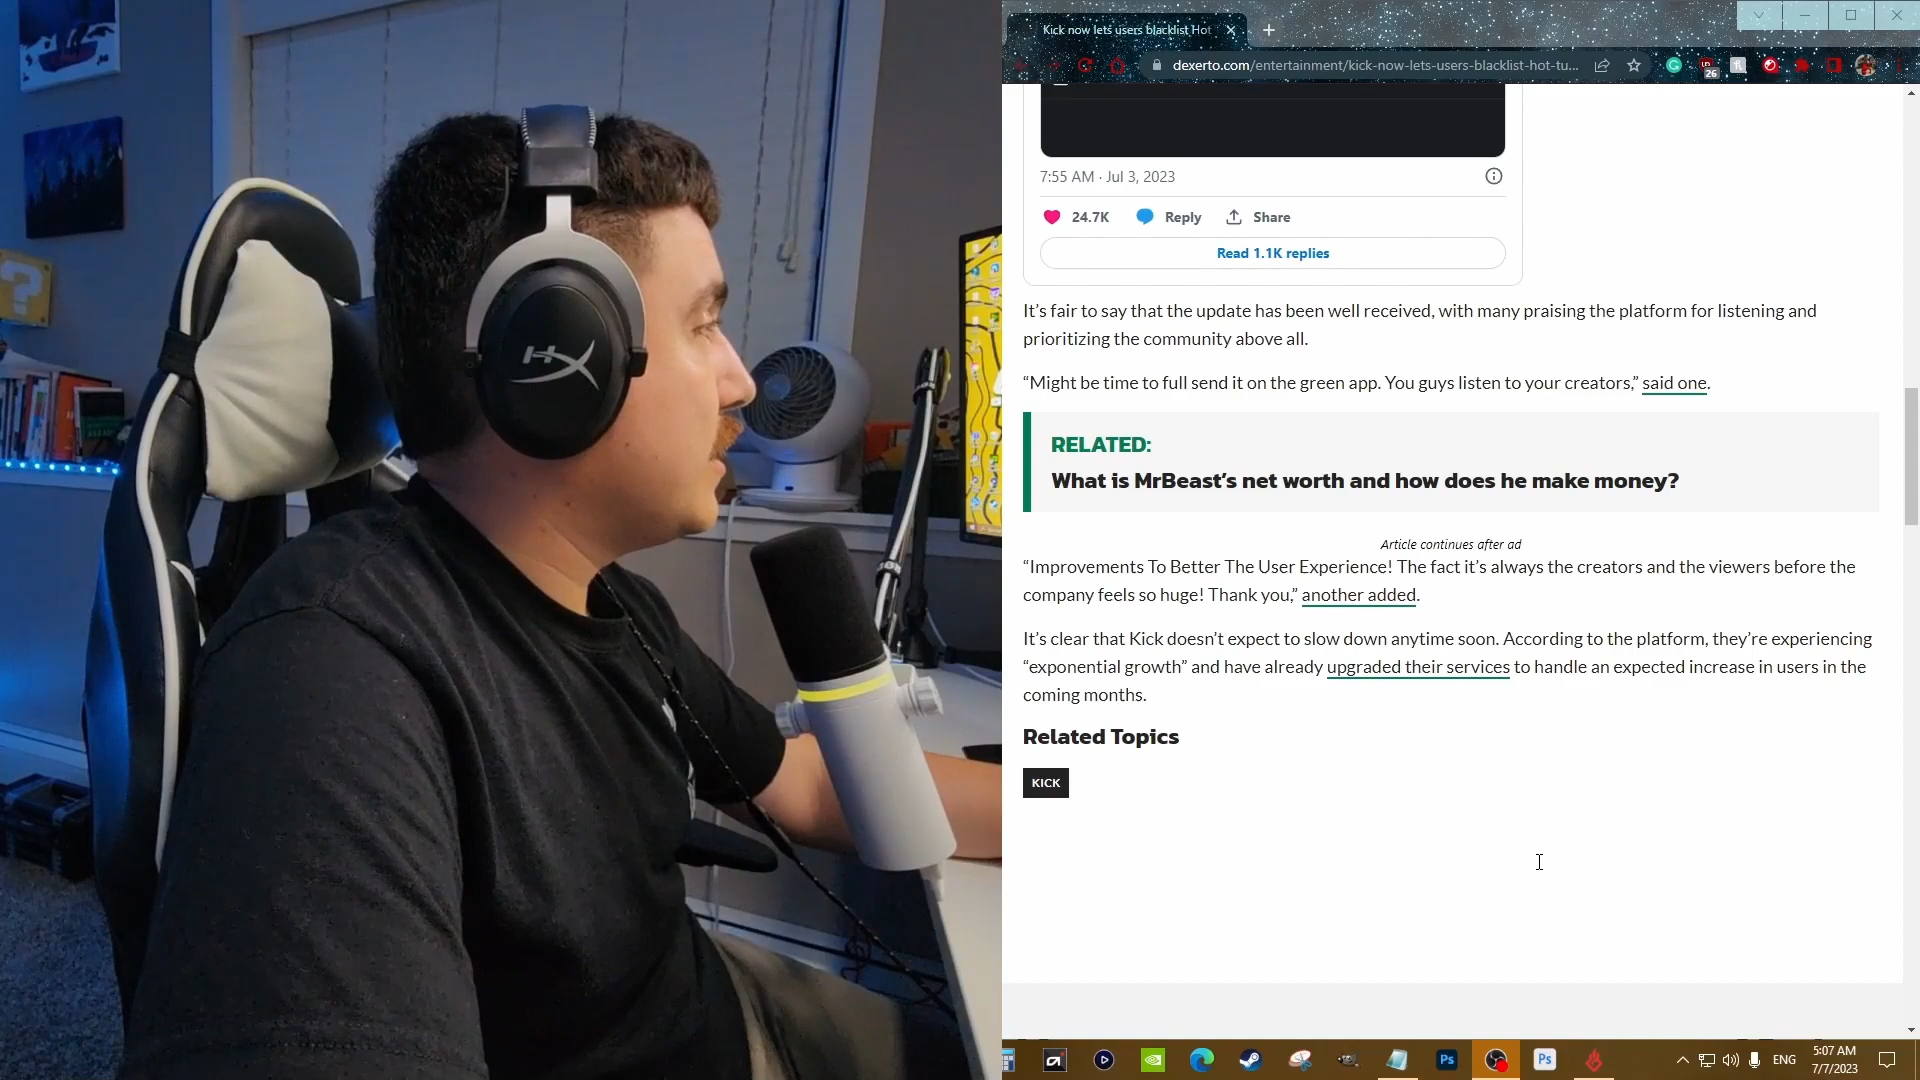 Kick now lets users blacklist Hot
dexerto.com/entertainment/kick-now-lets-users-blacklist-hot-tu...
26
7:55 AM · Jul 3, 2023
24.7K Reply Share
Read 1.1K replies
It's fair to say that the update has been well received, with many praising the platform for listening and
prioritizing the community above all.
“Might be time to full send it on the green app. You guys listen to your creators,” said one.
RELATED:
What is MrBeast's net worth and how does he make money?
Article continues after ad
“Improvements To Better The User Experience! The fact it's always the creators and the viewers before the
company feels so huge! Thank you,” another added.
It's clear that Kick doesn't expect to slow down anytime soon. According to the platform, they're experiencing
“exponential growth” and have already upgraded their services to handle an expected increase in users in the
coming months.
Related Topics
KICK
HX
?
Ps
Ps
ENG
5:07 AM
7/7/2023